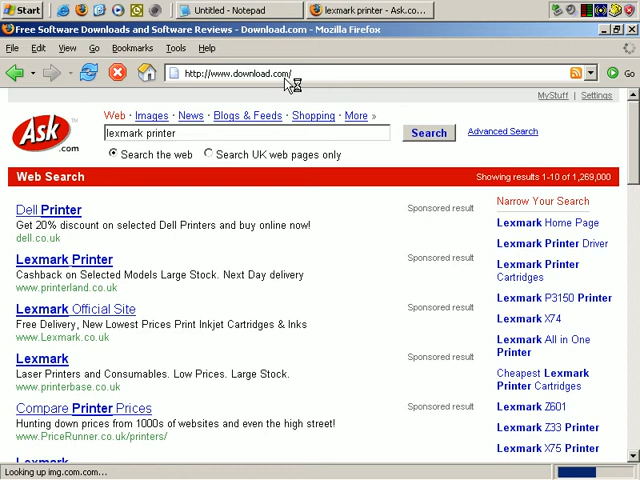 Start
Untitled - Notepad
lexmark printer - Ask.co...
Free Software Downloads and Software Reviews - Download.com - Mozilla Firefox
File Edit View Go Bookmarks Tools Help
http://www.download.com/
Go
MyStuff | Settings
Web · Images · News · Blogs & Feeds · Shopping · More »
Ask.com
lexmark printer
Search
Advanced Search
Search the web
Search UK web pages only
Web Search
Showing results 1-10 of 1,269,000
Dell Printer
Sponsored result
Get 20% discount on selected Dell Printers and buy online now!
dell.co.uk
Lexmark Printer
Sponsored result
Cashback on Selected Models Large Stock. Next Day delivery
www.printerland.co.uk
Lexmark Official Site
Sponsored result
Free Delivery, New Lowest Prices Print Inkjet Cartridges & Inks
www.Lexmark.co.uk
Lexmark
Sponsored result
Laser Printers and Consumables. Low Prices. Large Stock.
www.printerbase.co.uk
Compare Printer Prices
Sponsored result
Hunting down prices from 1000s of websites and even the high street!
www.PriceRunner.co.uk/printers/
Narrow Your Search
Lexmark Home Page
Lexmark Printer Driver
Lexmark Printer
Cartridges
Lexmark P3150 Printer
Lexmark X74
Lexmark All in One
Printer
Cheapest Lexmark
Printer Cartridges
Lexmark Z601
Lexmark Z33 Printer
Lexmark X75 Printer
Looking up img.com.com...